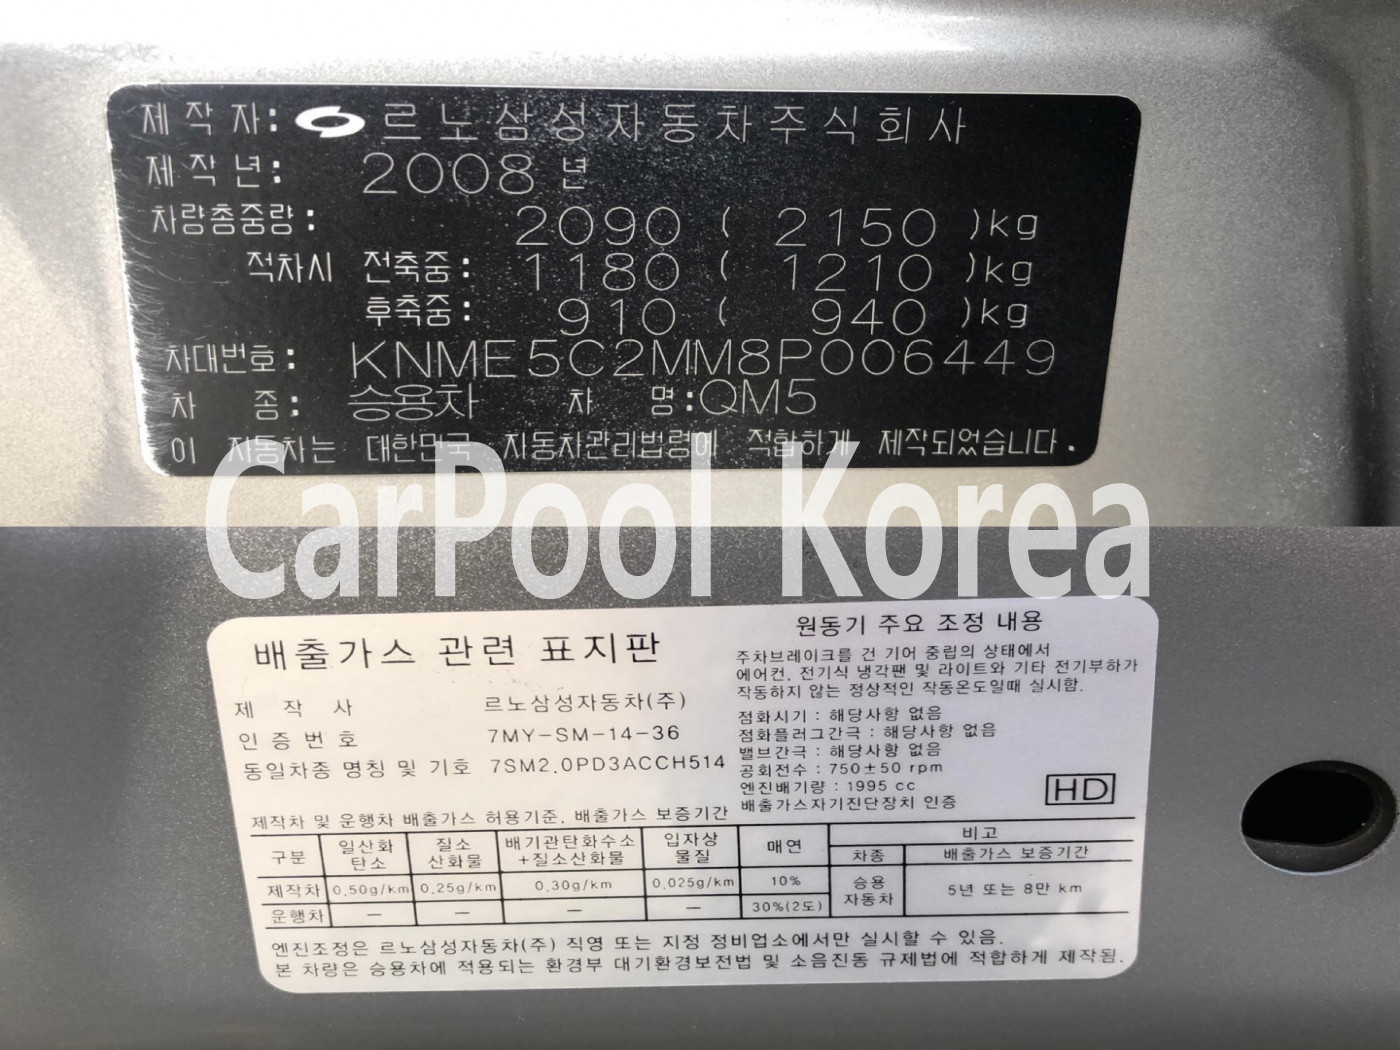 제 작 자: 르노삼성자동차주식회사
제 작 년: 2008 년
차량총중량: 2090 ( 2150 )kg
적차시 전축중: 1180 ( 1210 )kg
후축중: 910 ( 940 )kg
차대번호: KNME5C2MM8P006449
차 종: 승용차 차 명:QM5
이 자동차는 대한민국 자동차관리법령에 적합하게 제작되었습니다.
CarPool Korea
배출가스 관련 표지판
제 작 사 르노삼성자동차(주)
인 증 번 호 7MY-SM-14-36
동일차종 명칭 및 기호 7SM2.0PD3ACCH514
원동기 주요 조정 내용
주차브레이크를 건 기어 중립의 상태에서
에어컨, 전기식 냉각팬 및 라이트와 기타 전기부하가
작동하지 않는 정상적인 작동온도일때 실시함.
점화시기 : 해당사항 없음
점화플러그간극 : 해당사항 없음
밸브간극 : 해당사항 없음
공회전수 : 750±50 rpm
엔진배기량 : 1995 cc
배출가스자기진단장치 인증
HD
제작차 및 운행차 배출가스 허용기준, 배출가스 보증기간
구분 일산화탄소 질소산화물 배기관탄화수소+질소산화물 입자상물질 매연 비고
차종 배출가스 보증기간
제작차 0.50g/km 0.25g/km 0.30g/km 0.025g/km 10% 승용자동차 5년 또는 8만 km
운행차 — — — — 30%(2도)
엔진조정은 르노삼성자동차(주) 직영 또는 지정 정비업소에서만 실시할 수 있음.
본 차량은 승용차에 적용되는 환경부 대기환경보전법 및 소음진동 규제법에 적합하게 제작됨.